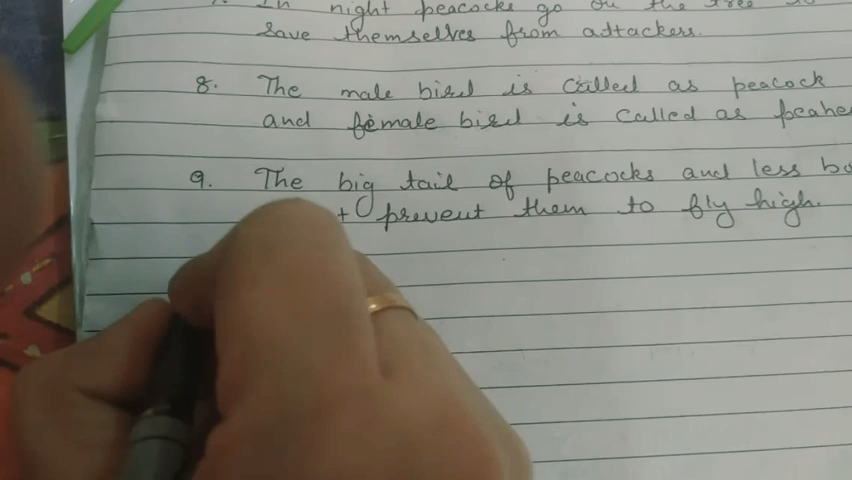 In night peacocks go on the tree to
save themselves from attackers.
8. The male bird is called as peacock
and female bird is called as peahe
9. The big tail of peacocks and less bo
prevent them to fly high.